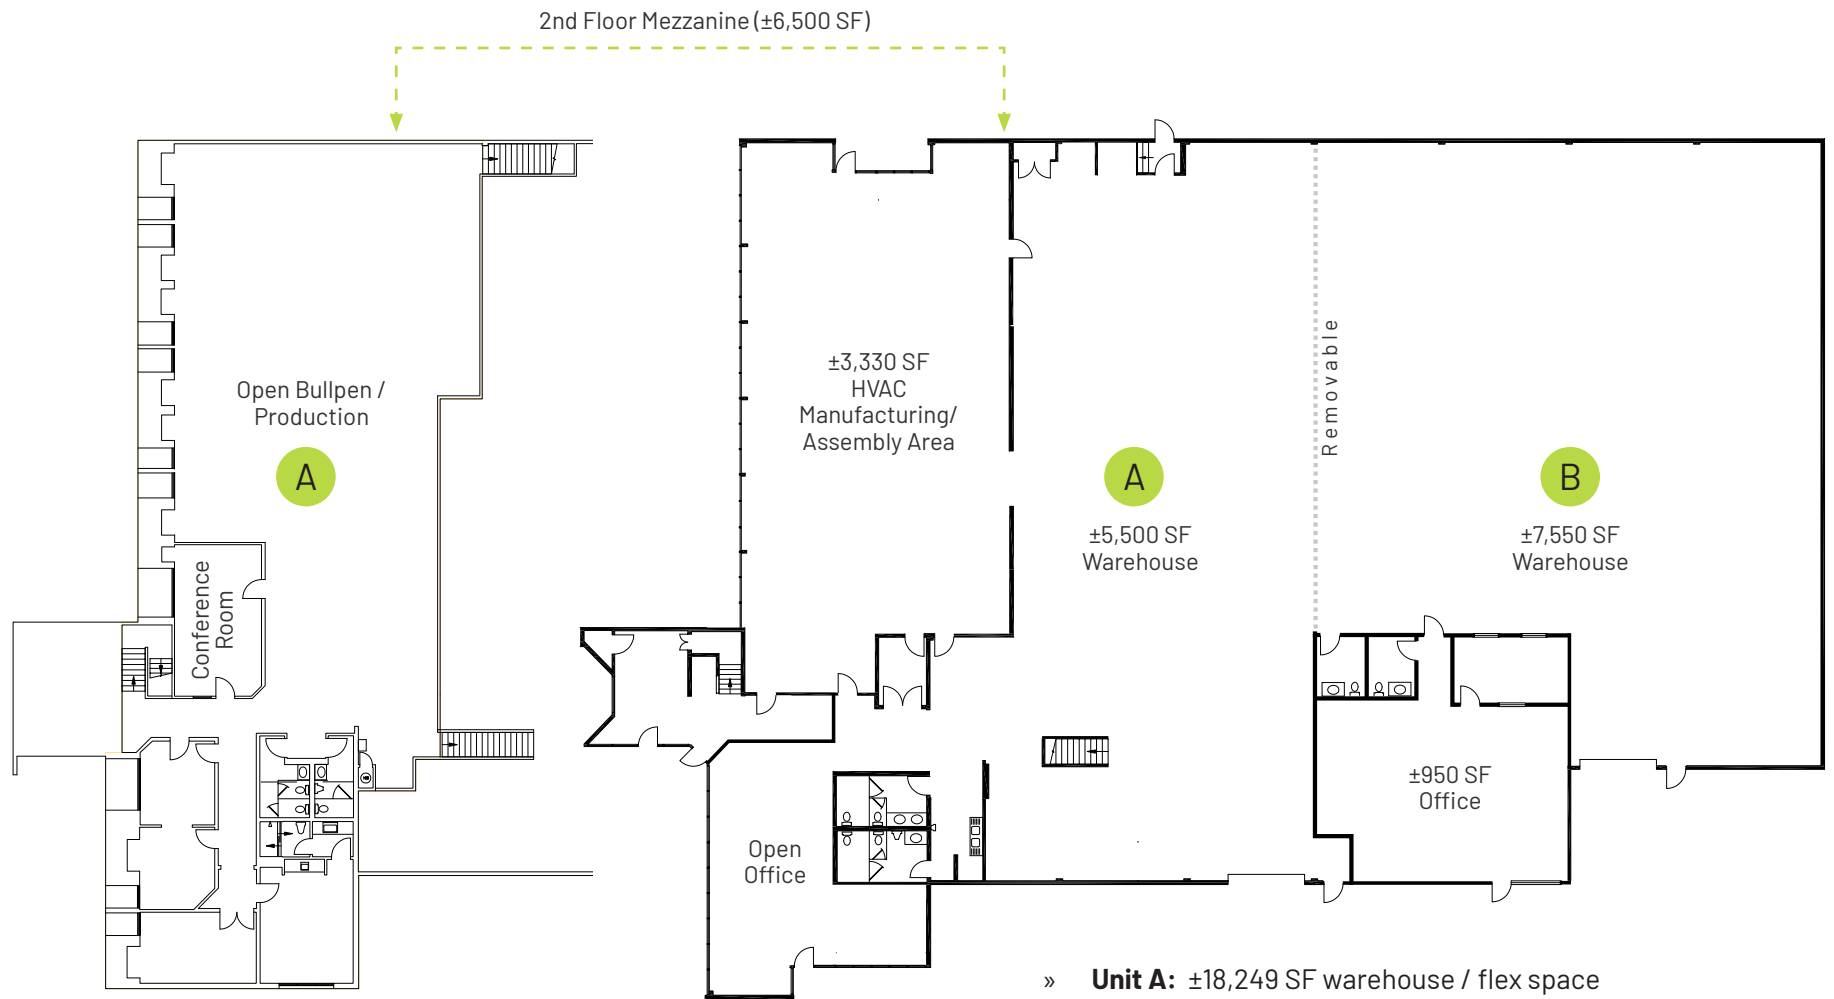 2nd Floor Mezzanine (±6,500 SF)
Open Bullpen /
Production
A
Conference
Room
±3,330 SF
HVAC
Manufacturing/
Assembly Area
A
±5,500 SF
Warehouse
Removable
B
±7,550 SF
Warehouse
±950 SF
Office
Open
Office
» Unit A: ±18,249 SF warehouse / flex space